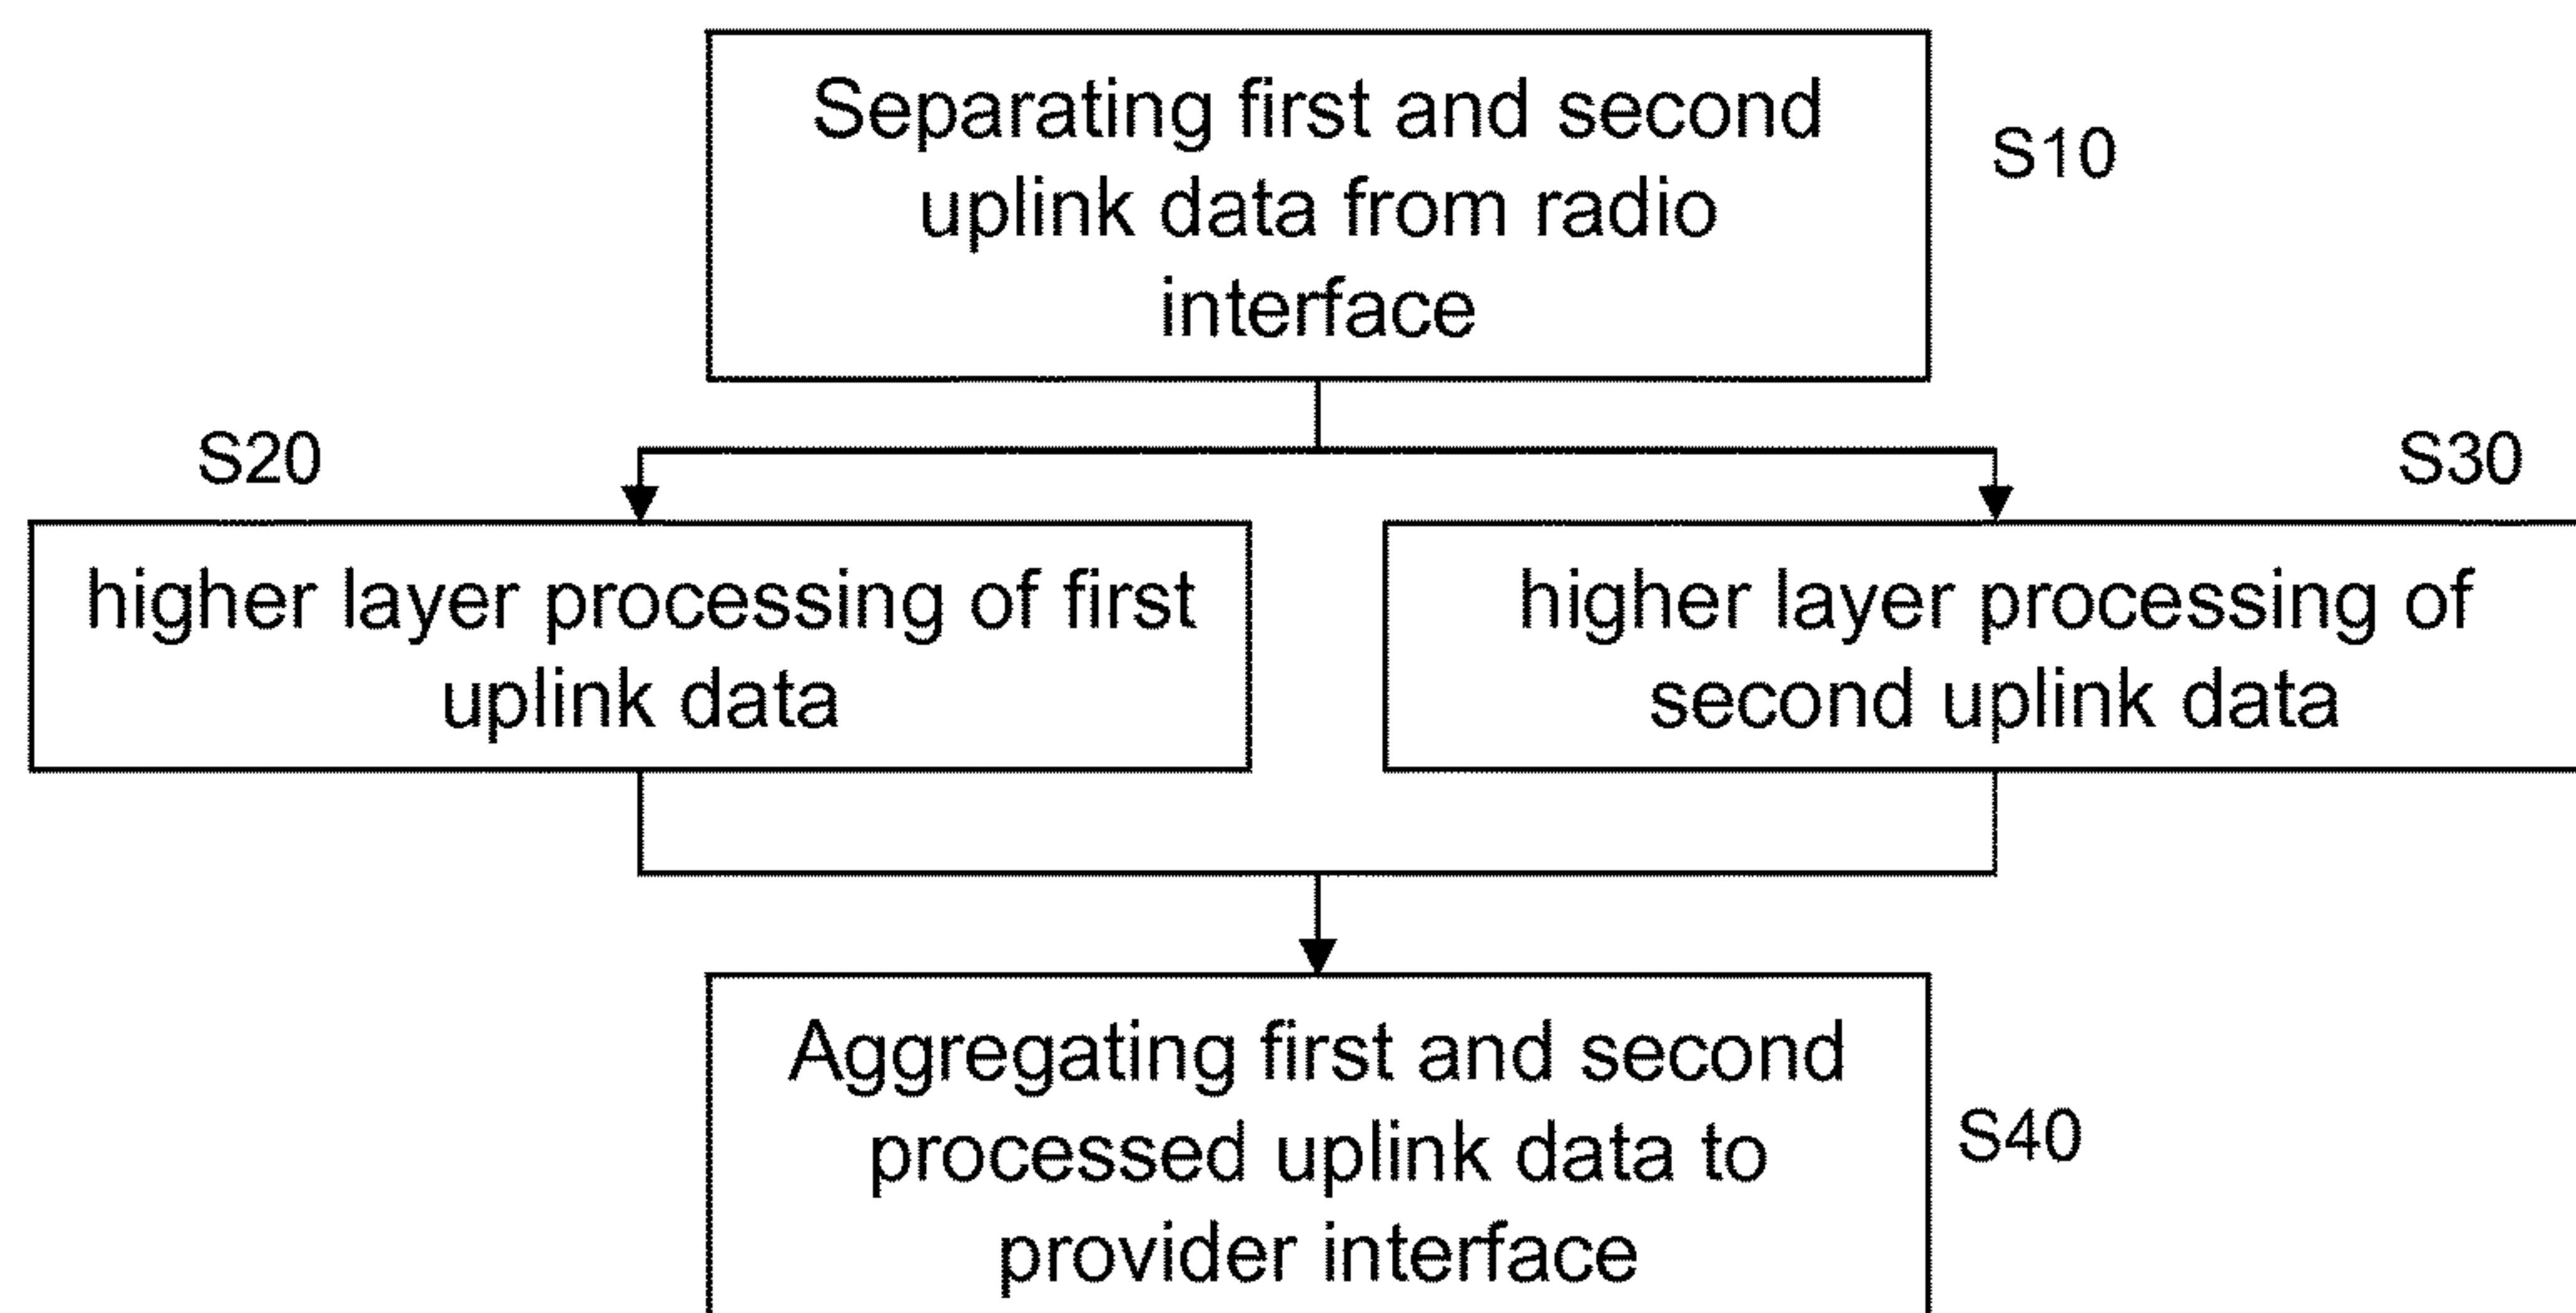 Separating first and second
uplink data from radio
interface
S10
S20
S30
higher layer processing of first
uplink data
higher layer processing of
second uplink data
Aggregating first and second
processed uplink data to
provider interface
S40